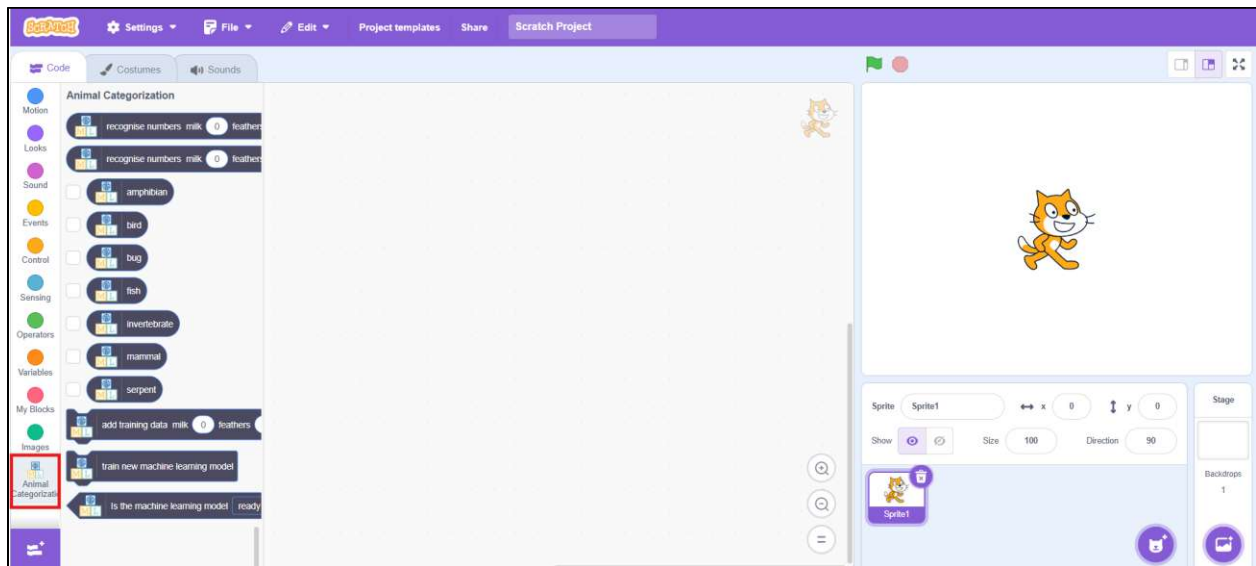 SCRATCH
Settings
File
Edit
Project templates
Share
Scratch Project
Code
Costumes
Sounds
Motion
Looks
Sound
Events
Control
Sensing
Operators
Variables
My Blocks
Images
Animal
Categorizati
Animal Categorization
recognise numbers milk 0 feathers
recognise numbers milk 0 feathers
amphibian
bird
bug
fish
invertebrate
mammal
serpent
add training data milk 0 feathers
train new machine learning model
Is the machine learning model ready
Sprite Sprite1 x 0 y 0
Show Size 100 Direction 90
Sprite1
Stage
Backdrops
1